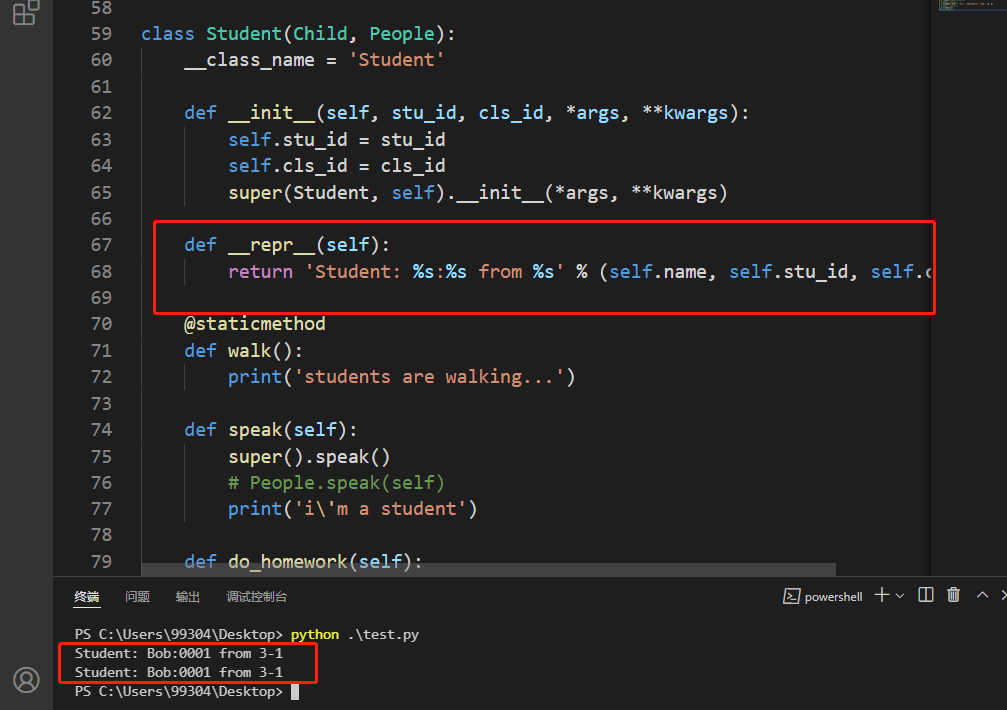 58
59 class Student(Child, People):
60     __class_name = 'Student'
61
62     def __init__(self, stu_id, cls_id, *args, **kwargs):
63         self.stu_id = stu_id
64         self.cls_id = cls_id
65         super(Student, self).__init__(*args, **kwargs)
66
67     def __repr__(self):
68         return 'Student: %s:%s from %s' % (self.name, self.stu_id, self.c
69
70     @staticmethod
71     def walk():
72         print('students are walking...')
73
74     def speak(self):
75         super().speak()
76         # People.speak(self)
77         print('i\'m a student')
78
79     def do_homework(self):
终端 问题 输出 调试控制台 powershell
PS C:\Users\99304\Desktop> python .\test.py
Student: Bob:0001 from 3-1
Student: Bob:0001 from 3-1
PS C:\Users\99304\Desktop>